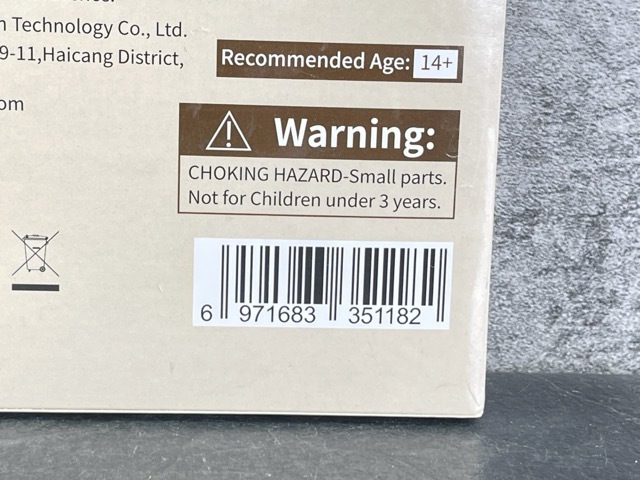 Technology Co., Ltd.
9-11,Haicang District,
Recommended Age: 14+
om
Warning:
CHOKING HAZARD-Small parts.
Not for Children under 3 years.
6 971683 351182